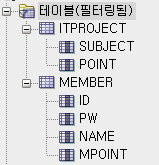 테이블(필터링됨)
ITPROJECT
SUBJECT
POINT
MEMBER
ID
PW
NAME
MPOINT